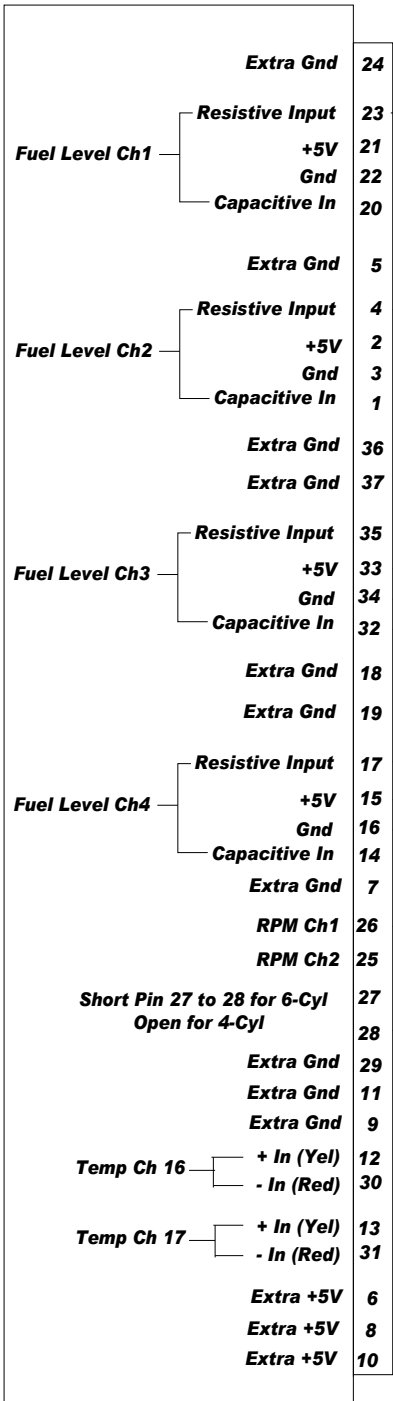 Extra Gnd 24
Resistive Input 23
Fuel Level Ch1
+5V 21
Gnd 22
Capacitive In 20
Extra Gnd 5
Resistive Input 4
Fuel Level Ch2
+5V 2
Gnd 3
Capacitive In 1
Extra Gnd 36
Extra Gnd 37
Resistive Input 35
Fuel Level Ch3
+5V 33
Gnd 34
Capacitive In 32
Extra Gnd 18
Extra Gnd 19
Resistive Input 17
Fuel Level Ch4
+5V 15
Gnd 16
Capacitive In 14
Extra Gnd 7
RPM Ch1 26
RPM Ch2 25
Short Pin 27 to 28 for 6-Cyl 27
Open for 4-Cyl 28
Extra Gnd 29
Extra Gnd 11
Extra Gnd 9
Temp Ch 16
+ In (Yel) 12
- In (Red) 30
Temp Ch 17
+ In (Yel) 13
- In (Red) 31
Extra +5V 6
Extra +5V 8
Extra +5V 10